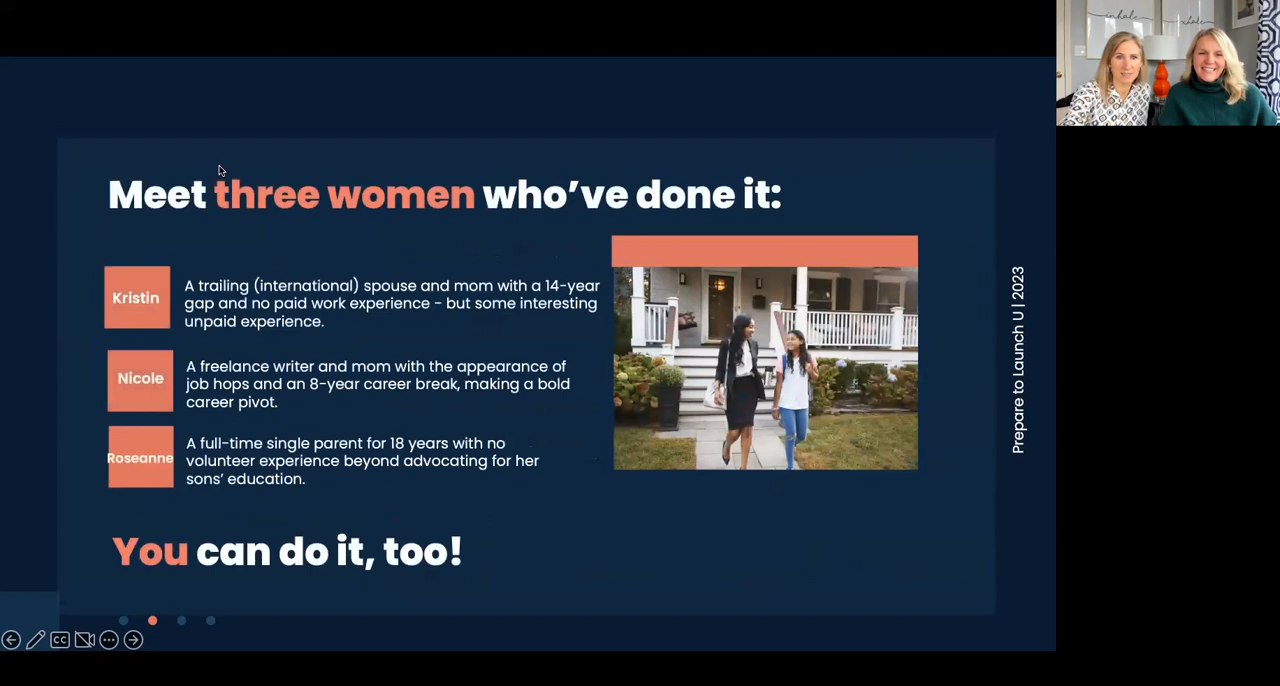 inhale
exhale
Meet three women who’ve done it:
Kristin
A trailing (international) spouse and mom with a 14-year
gap and no paid work experience - but some interesting
unpaid experience.
Nicole
A freelance writer and mom with the appearance of
job hops and an 8-year career break, making a bold
career pivot.
Roseanne
A full-time single parent for 18 years with no
volunteer experience beyond advocating for her
sons’ education.
You can do it, too!
Prepare to Launch U | 2023
CC